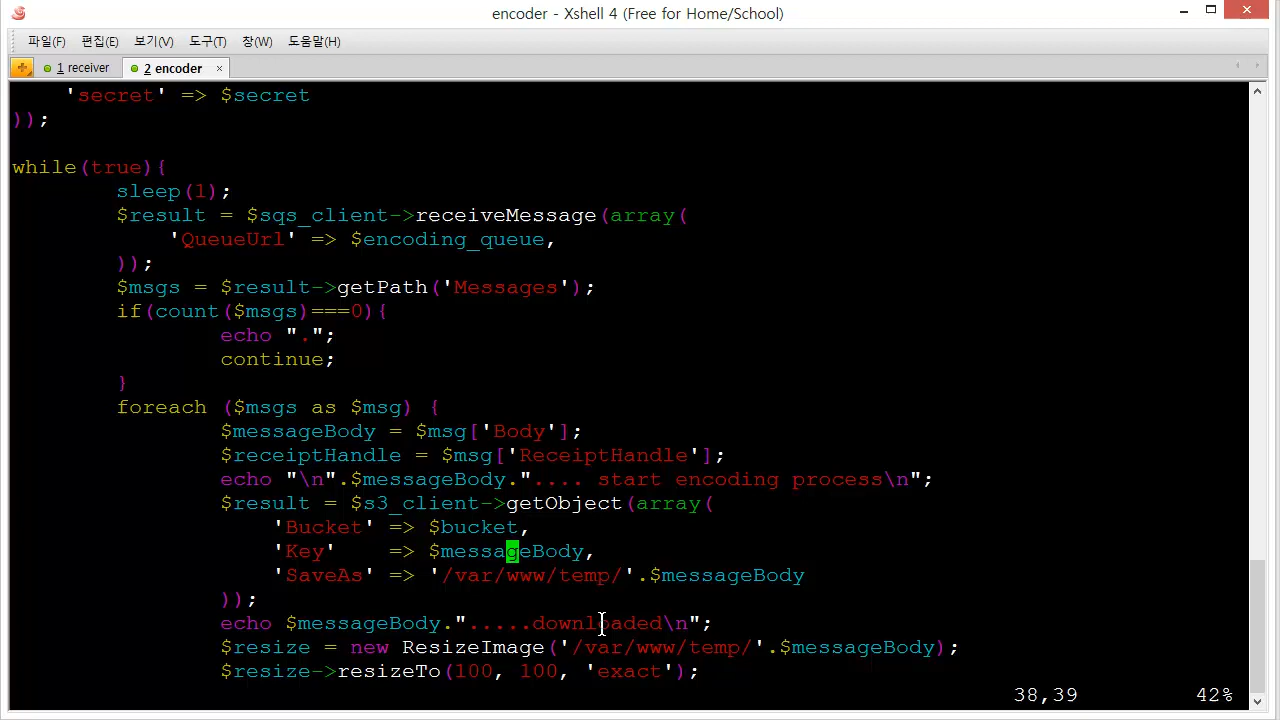 encoder - Xshell 4 (Free for Home/School)
파일(F) 편집(E) 보기(V) 도구(T) 창(W) 도움말(H)
1 receiver 2 encoder ×
'secret' => $secret
));
while(true){
sleep(1);
$result = $sqs_client->receiveMessage(array(
'QueueUrl' => $encoding_queue,
));
$msgs = $result->getPath('Messages');
if(count($msgs)===0){
echo ".";
continue;
}
foreach ($msgs as $msg) {
$messageBody = $msg['Body'];
$receiptHandle = $msg['ReceiptHandle'];
echo "\n".$messageBody.".... start encoding process\n";
$result = $s3_client->getObject(array(
'Bucket' => $bucket,
'Key'    => $messageBody,
'SaveAs' => '/var/www/temp/'.$messageBody
));
echo $messageBody.".....downloaded\n";
$resize = new ResizeImage('/var/www/temp/'.$messageBody);
$resize->resizeTo(100, 100, 'exact');
38,39 42%